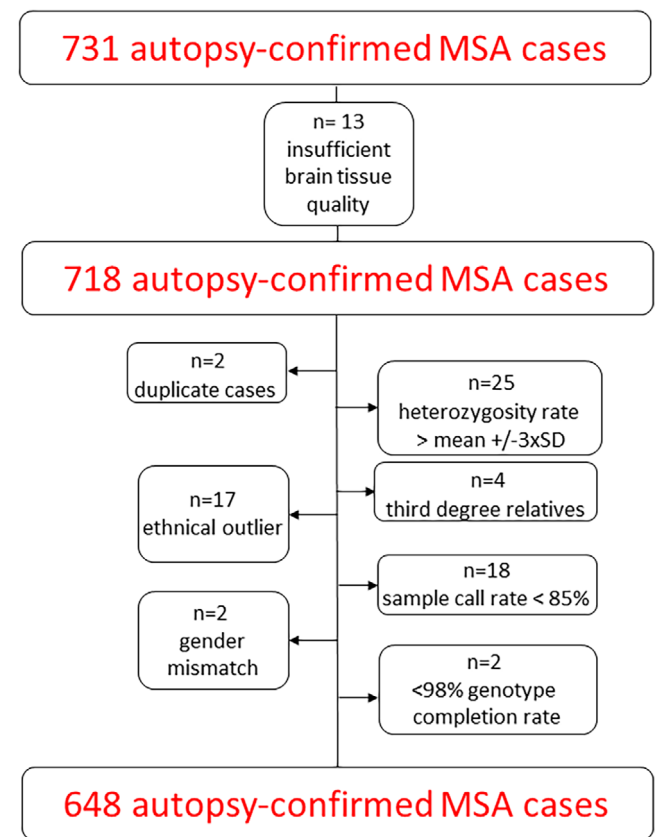 731 autopsy-confirmed MSA cases
n= 13
insufficient
brain tissue
quality
718 autopsy-confirmed MSA cases
n=2
duplicate cases
n=25
heterozygosity rate
> mean +/-3xSD
n=4
third degree relatives
n=17
ethnical outlier
n=18
sample call rate < 85%
n=2
gender
mismatch
n=2
<98% genotype
completion rate
648 autopsy-confirmed MSA cases